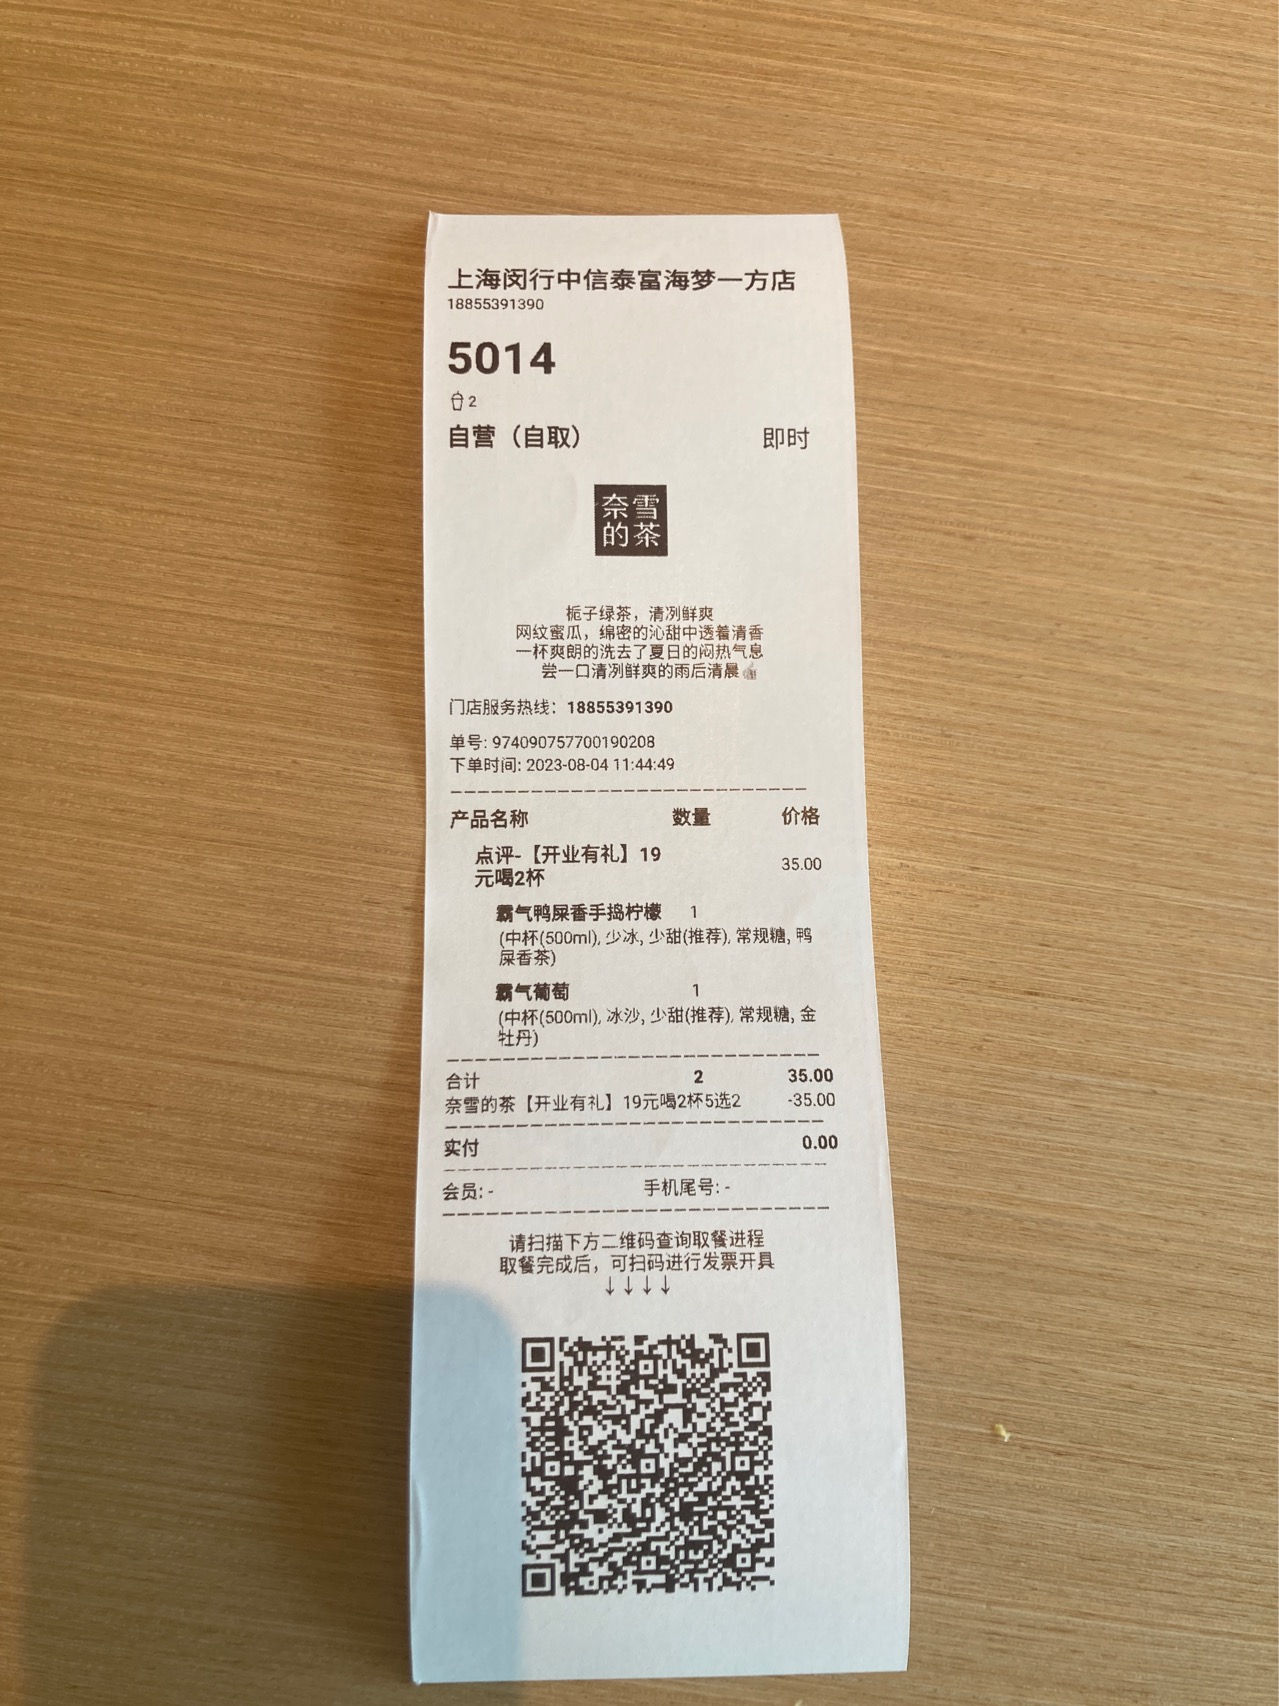 上海闵行中信泰富海梦一方店
18855391390
5014
2
自营（自取） 即时
奈雪
的茶
栀子绿茶，清冽鲜爽
网纹蜜瓜，绵密的沁甜中透着清香
一杯爽朗的洗去了夏日的闷热气息
尝一口清冽鲜爽的雨后清晨👍
门店服务热线：18855391390
单号: 974090757700190208
下单时间: 2023-08-04 11:44:49
产品名称 数量 价格
点评-【开业有礼】19 35.00
元喝2杯
霸气鸭屎香手捣柠檬 1
(中杯(500ml), 少冰, 少甜(推荐), 常规糖, 鸭
屎香茶)
霸气葡萄 1
(中杯(500ml), 冰沙, 少甜(推荐), 常规糖, 金
牡丹)
合计 2 35.00
奈雪的茶【开业有礼】19元喝2杯5选2 -35.00
实付 0.00
会员: - 手机尾号: -
请扫描下方二维码查询取餐进程
取餐完成后，可扫码进行发票开具
↓↓↓↓